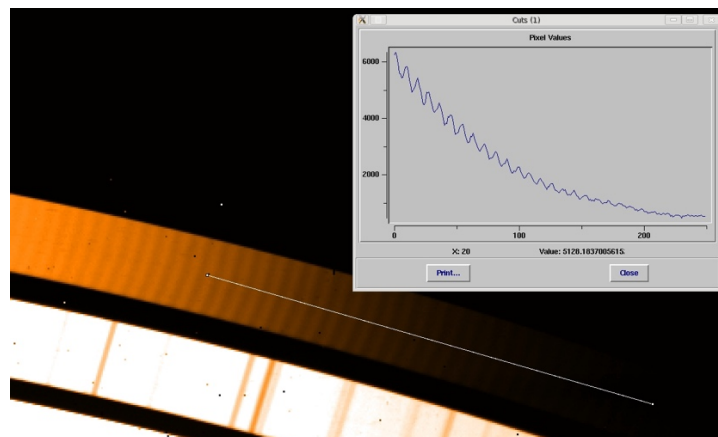 Cuts (1)
Pixel Values
6000
4000
2000
0
100
200
X: 20
Value: 5128.1837005615.
Print...
Close